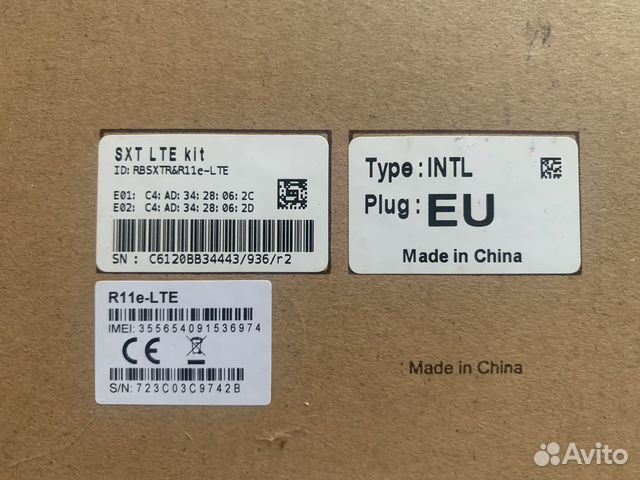 SXT LTE kit
ID: RBSXTR&R11e-LTE
E01: C4:AD:34:28:06:2C
E02: C4:AD:34:28:06:2D
SN : C6120BB34443/936/r2
Type : INTL
Plug : EU
Made in China
R11e-LTE
IMEI: 355654091536974
CE
S/N: 723C03C9742B
Made in China
Avito